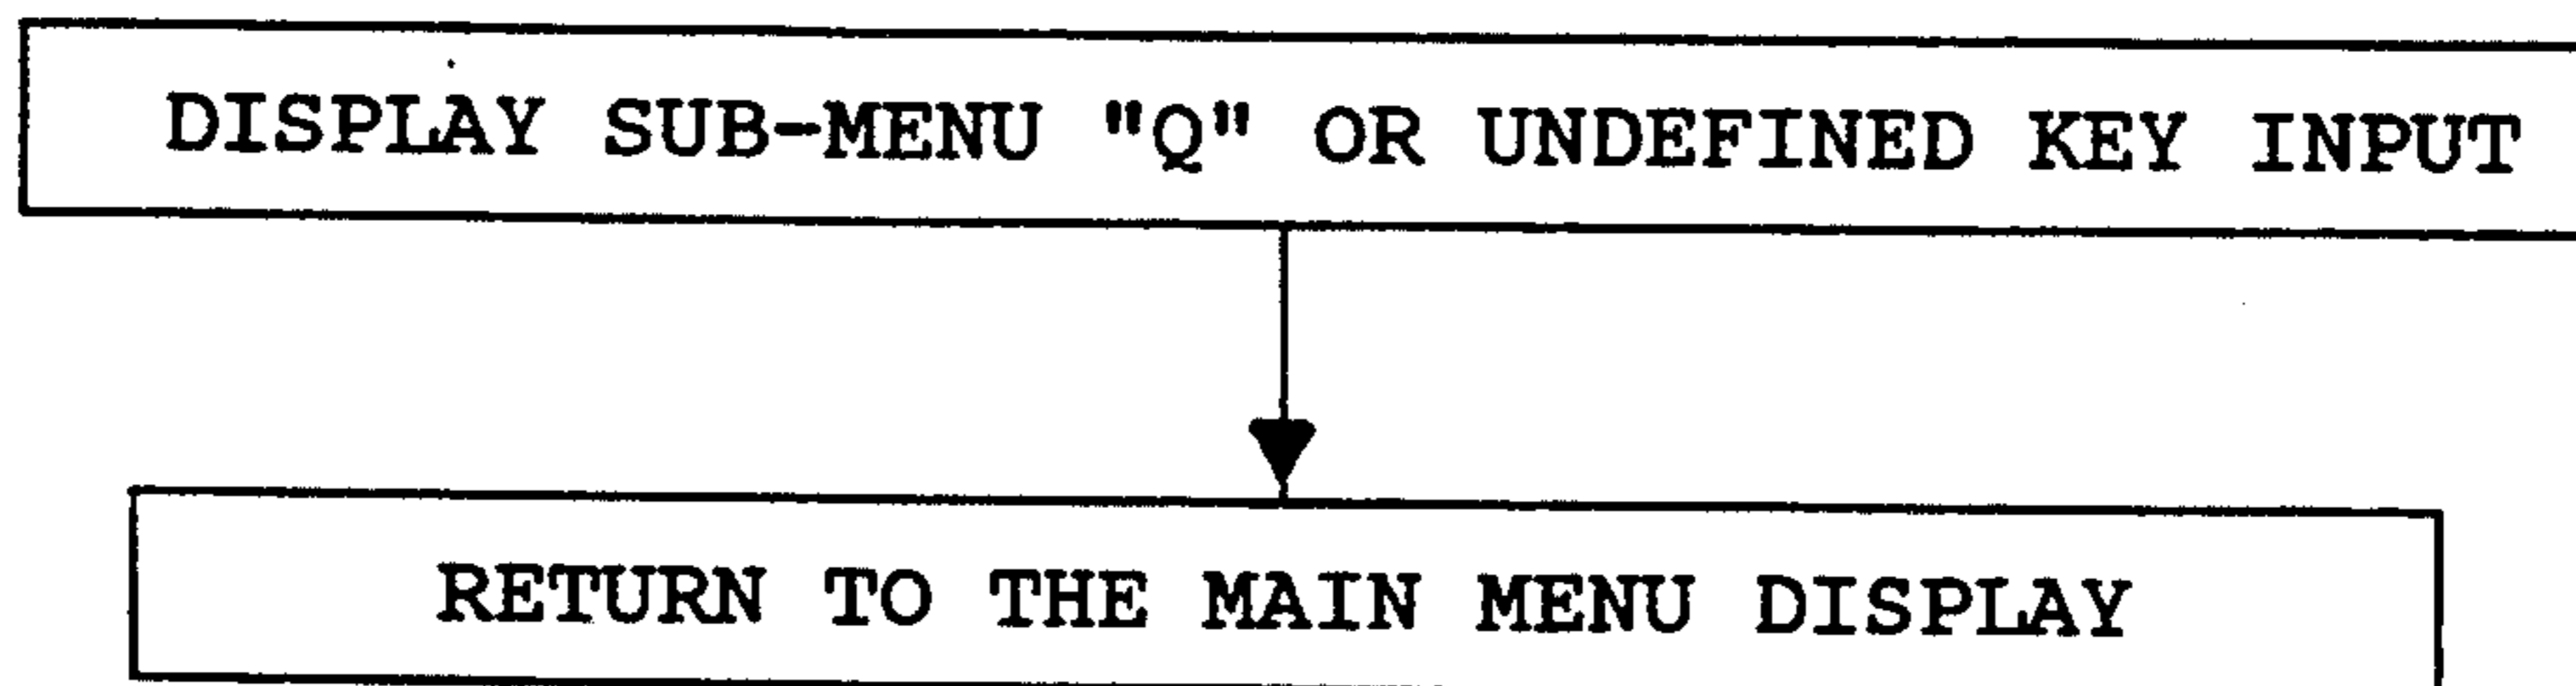 DISPLAY SUB-MENU "Q" OR UNDEFINED KEY INPUT
RETURN TO THE MAIN MENU DISPLAY